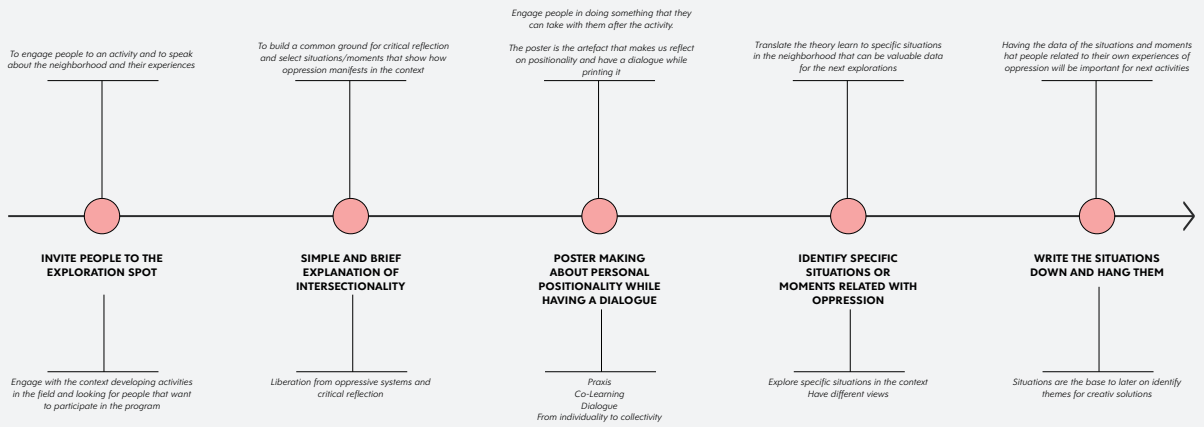 To engage people to an activity and to speak
about the neighborhood and their experiences
To build a common ground for critical reflection
and select situations/moments that show how
oppression manifests in the context
Engage people in doing something that they
can take with them after the activity.
The poster is the artefact that makes us reflect
on positionality and have a dialogue while
printing it
Translate the theory learn to specific situations
in the neighborhood that can be valuable data
for the next explorations
Having the data of the situations and moments
hat people related to their own experiences of
oppression will be important for next activities
INVITE PEOPLE TO THE
EXPLORATION SPOT
SIMPLE AND BRIEF
EXPLANATION OF
INTERSECTIONALITY
POSTER MAKING
ABOUT PERSONAL
POSITIONALITY WHILE
HAVING A DIALOGUE
IDENTIFY SPECIFIC
SITUATIONS OR
MOMENTS RELATED WITH
OPPRESSION
WRITE THE SITUATIONS
DOWN AND HANG THEM
Engage with the context developing activities
in the field and looking for people that want
to participate in the program
Liberation from oppressive systems and
critical reflection
Praxis
Co-Learning
Dialogue
From individuality to collectivity
Explore specific situations in the context
Have different views
Situations are the base to later on identify
themes for creativ solutions